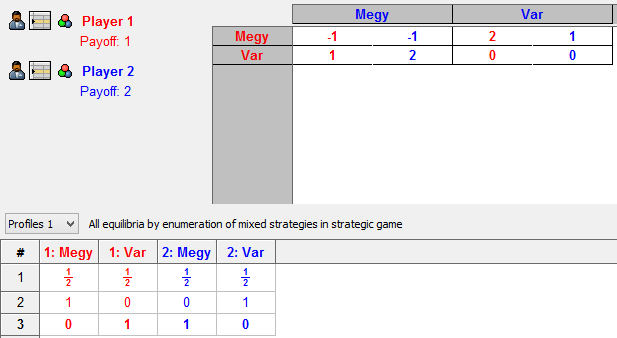 Player 1
Payoff: 1
Player 2
Payoff: 2
Megy Var
Megy -1 -1 2 1
Var 1 2 0 0
Profiles 1 All equilibria by enumeration of mixed strategies in strategic game
# 1: Megy 1: Var 2: Megy 2: Var
1 1/2 1/2 1/2 1/2
2 1 0 0 1
3 0 1 1 0